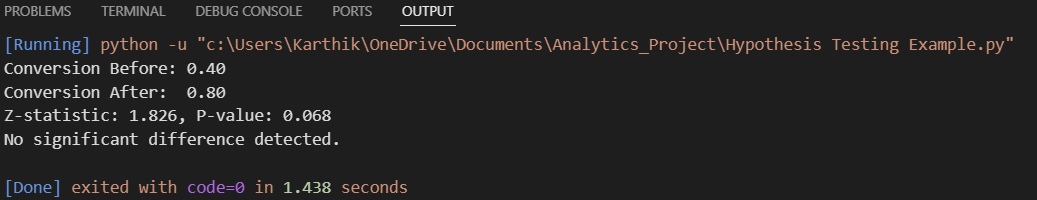 PROBLEMS TERMINAL DEBUG CONSOLE PORTS OUTPUT
[Running] python -u "c:\Users\Karthik\OneDrive\Documents\Analytics_Project\Hypothesis Testing Example.py"
Conversion Before: 0.40
Conversion After:  0.80
Z-statistic: 1.826, P-value: 0.068
No significant difference detected.
[Done] exited with code=0 in 1.438 seconds